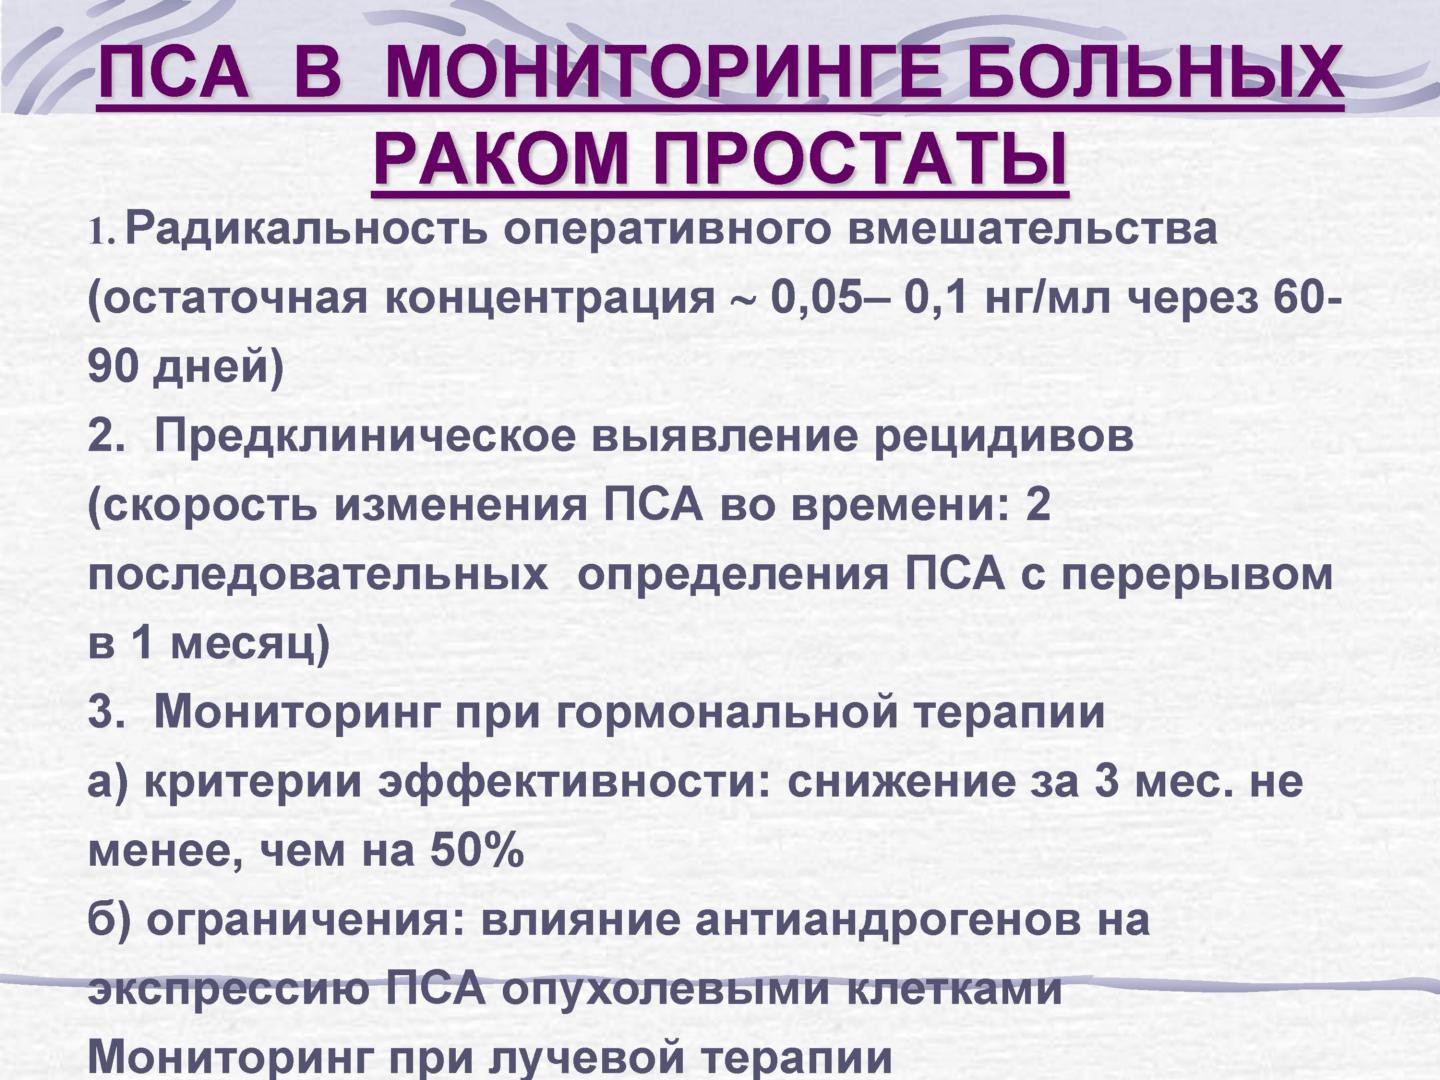 ПСА В МОНИТОРИНГЕ БОЛЬНЫХ
РАКОМ ПРОСТАТЫ
1. Радикальность оперативного вмешательства
(остаточная концентрация ~ 0,05– 0,1 нг/мл через 60-
90 дней)
2. Предклиническое выявление рецидивов
(скорость изменения ПСА во времени: 2
последовательных определения ПСА с перерывом
в 1 месяц)
3. Мониторинг при гормональной терапии
а) критерии эффективности: снижение за 3 мес. не
менее, чем на 50%
б) ограничения: влияние антиандрогенов на
экспрессию ПСА опухолевыми клетками
Мониторинг при лучевой терапии